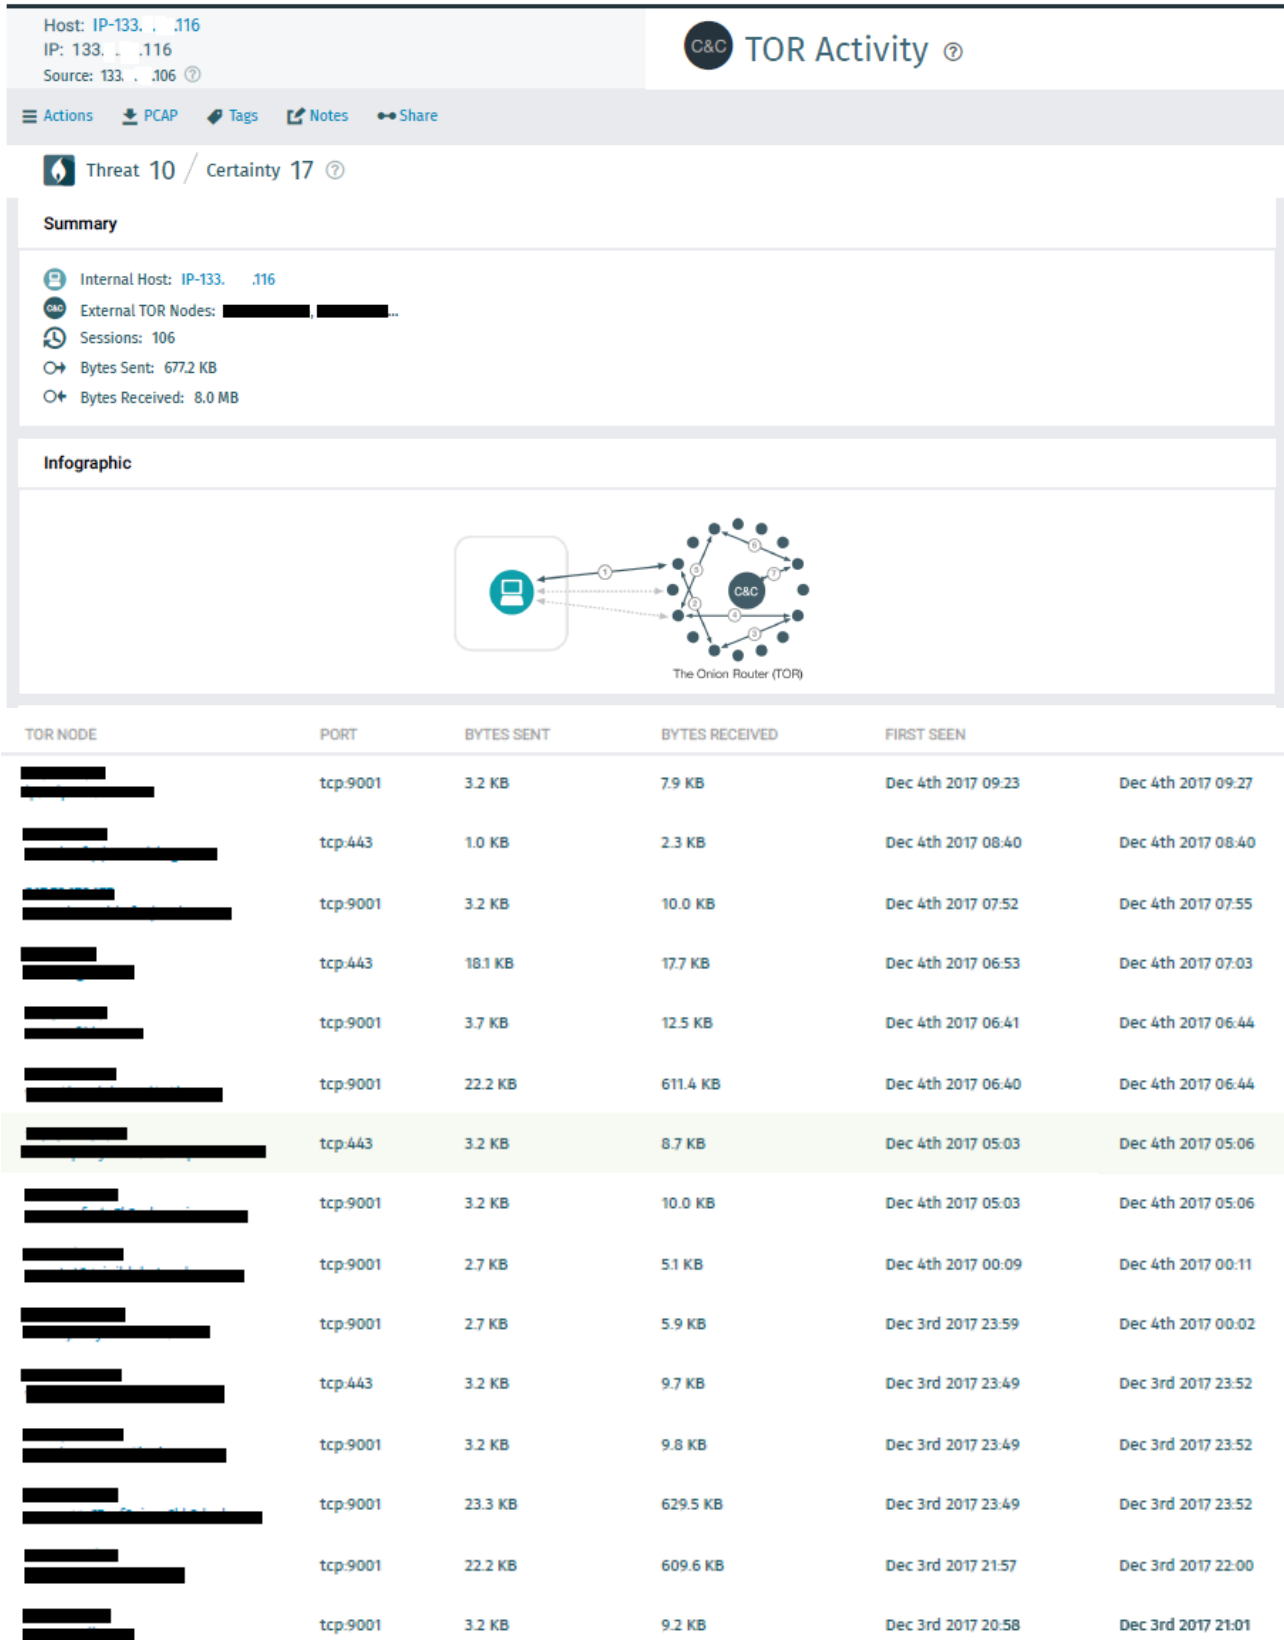 Host: IP-133. . .116
IP: 133. . .116
Source: 133. . .106 ?
C&C TOR Activity ?
Actions PCAP Tags Notes Share
Threat 10 / Certainty 17 ?
Summary
Internal Host: IP-133. .116
C&C External TOR Nodes: , ...
Sessions: 106
Bytes Sent: 677.2 KB
Bytes Received: 8.0 MB
Infographic
1 2 3 4 5 6 7 C&C
The Onion Router (TOR)
TOR NODE PORT BYTES SENT BYTES RECEIVED FIRST SEEN
tcp:9001 3.2 KB 7.9 KB Dec 4th 2017 09:23 Dec 4th 2017 09:27
tcp:443 1.0 KB 2.3 KB Dec 4th 2017 08:40 Dec 4th 2017 08:40
tcp:9001 3.2 KB 10.0 KB Dec 4th 2017 07:52 Dec 4th 2017 07:55
tcp:443 18.1 KB 17.7 KB Dec 4th 2017 06:53 Dec 4th 2017 07:03
tcp:9001 3.7 KB 12.5 KB Dec 4th 2017 06:41 Dec 4th 2017 06:44
tcp:9001 22.2 KB 611.4 KB Dec 4th 2017 06:40 Dec 4th 2017 06:44
tcp:443 3.2 KB 8.7 KB Dec 4th 2017 05:03 Dec 4th 2017 05:06
tcp:9001 3.2 KB 10.0 KB Dec 4th 2017 05:03 Dec 4th 2017 05:06
tcp:9001 2.7 KB 5.1 KB Dec 4th 2017 00:09 Dec 4th 2017 00:11
tcp:9001 2.7 KB 5.9 KB Dec 3rd 2017 23:59 Dec 4th 2017 00:02
tcp:443 3.2 KB 9.7 KB Dec 3rd 2017 23:49 Dec 3rd 2017 23:52
tcp:9001 3.2 KB 9.8 KB Dec 3rd 2017 23:49 Dec 3rd 2017 23:52
tcp:9001 23.3 KB 629.5 KB Dec 3rd 2017 23:49 Dec 3rd 2017 23:52
tcp:9001 22.2 KB 609.6 KB Dec 3rd 2017 21:57 Dec 3rd 2017 22:00
tcp:9001 3.2 KB 9.2 KB Dec 3rd 2017 20:58 Dec 3rd 2017 21:01